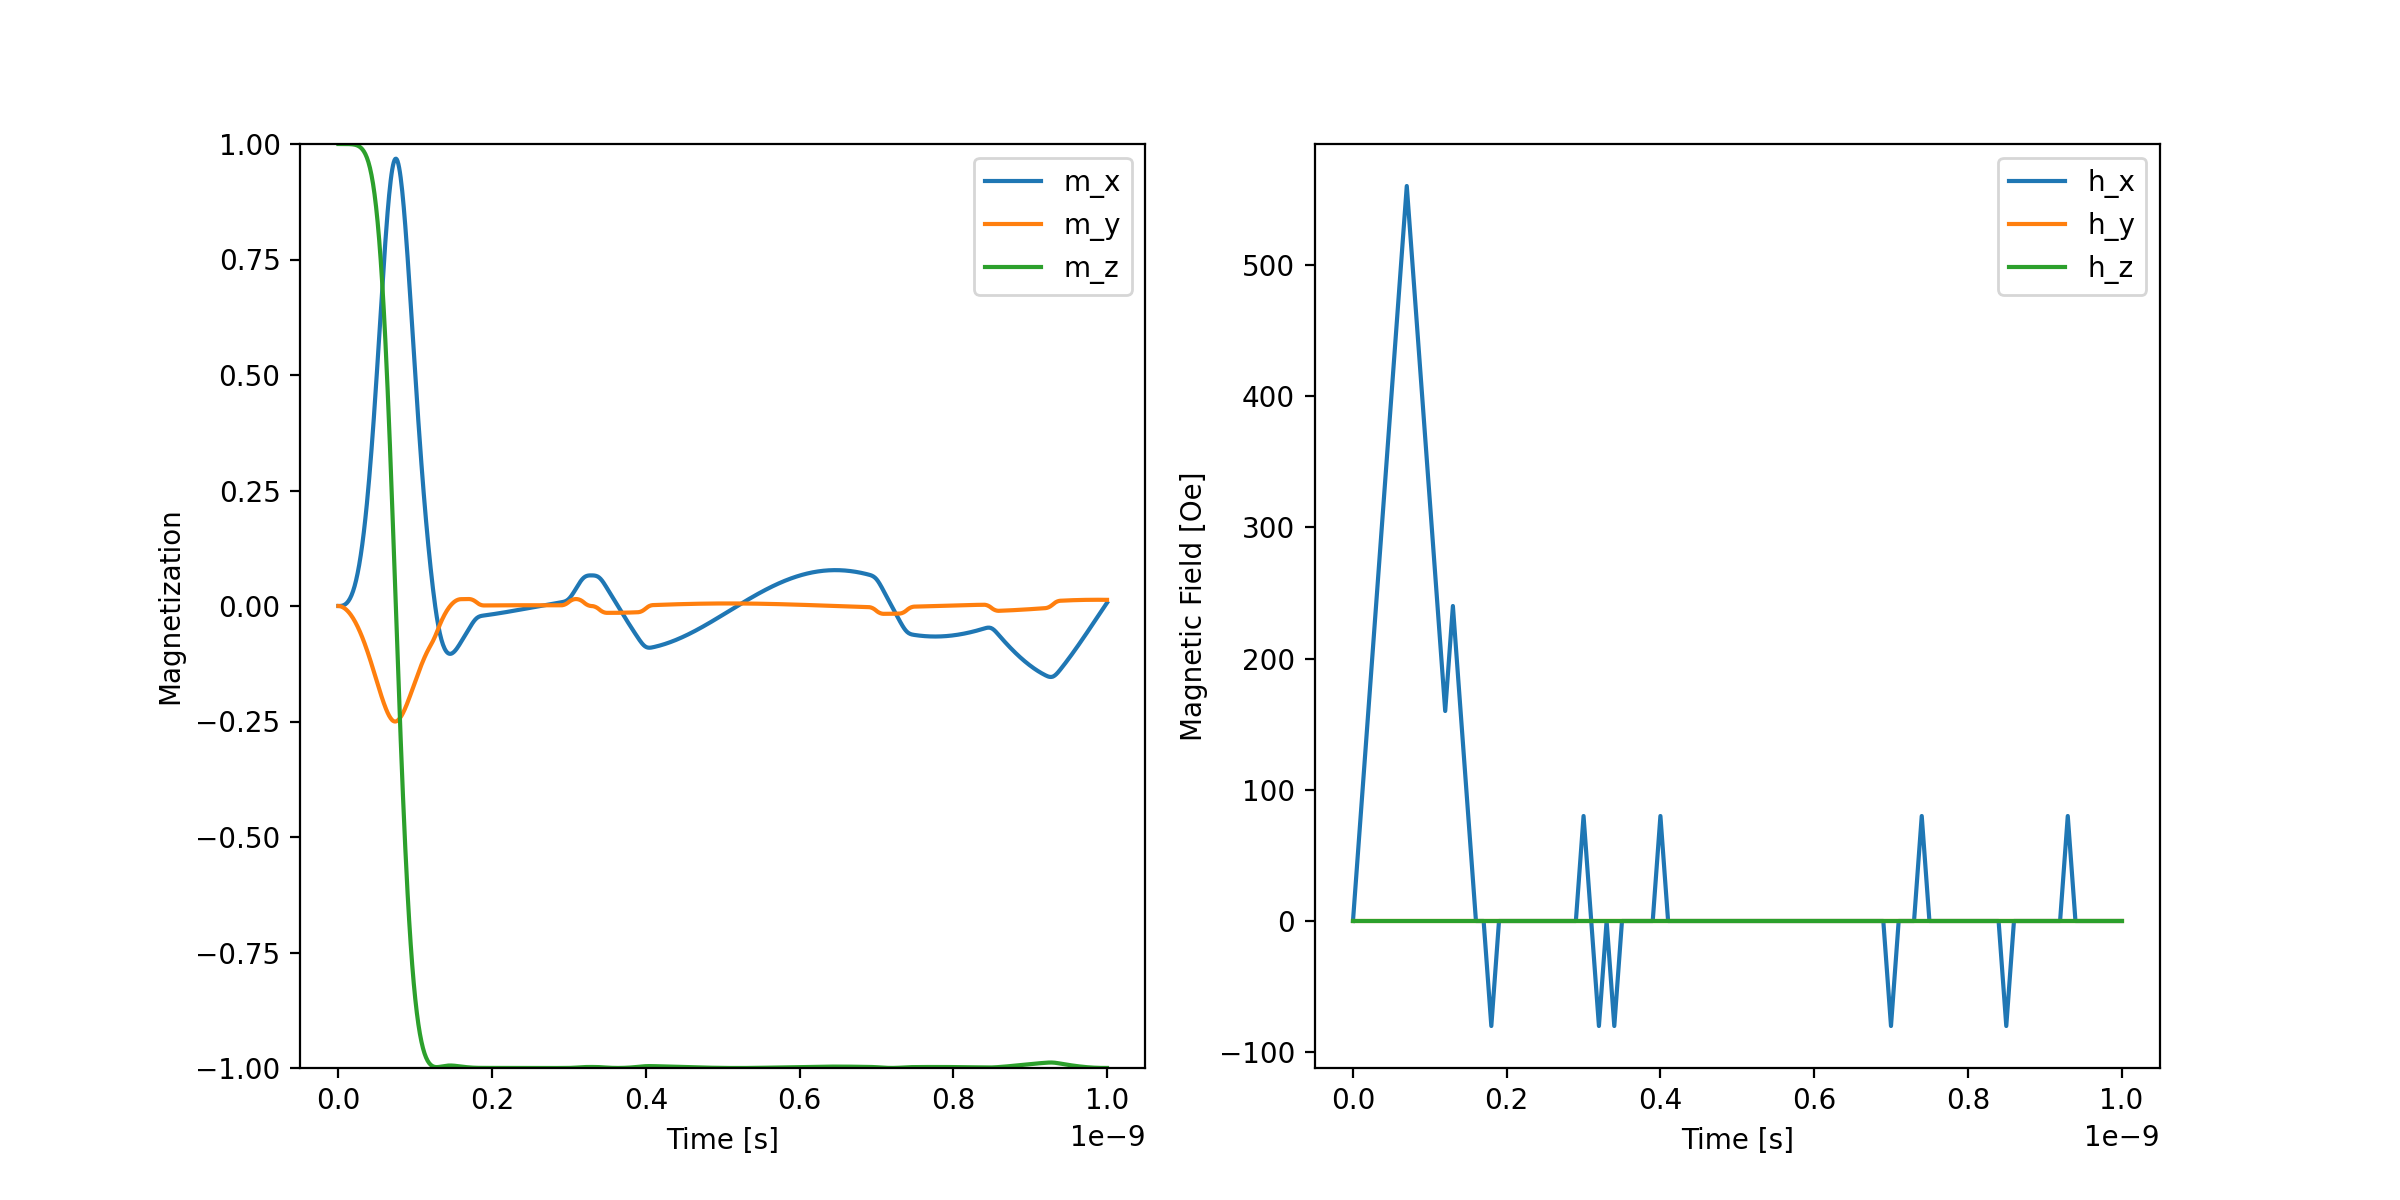 Magnetization
1.00
0.75
0.50
0.25
0.00
−0.25
−0.50
−0.75
−1.00
0.0 0.2 0.4 0.6 0.8 1.0
1e−9
Time [s]
m_x
m_y
m_z
Magnetic Field [Oe]
500
400
300
200
100
0
−100
0.0 0.2 0.4 0.6 0.8 1.0
1e−9
Time [s]
h_x
h_y
h_z